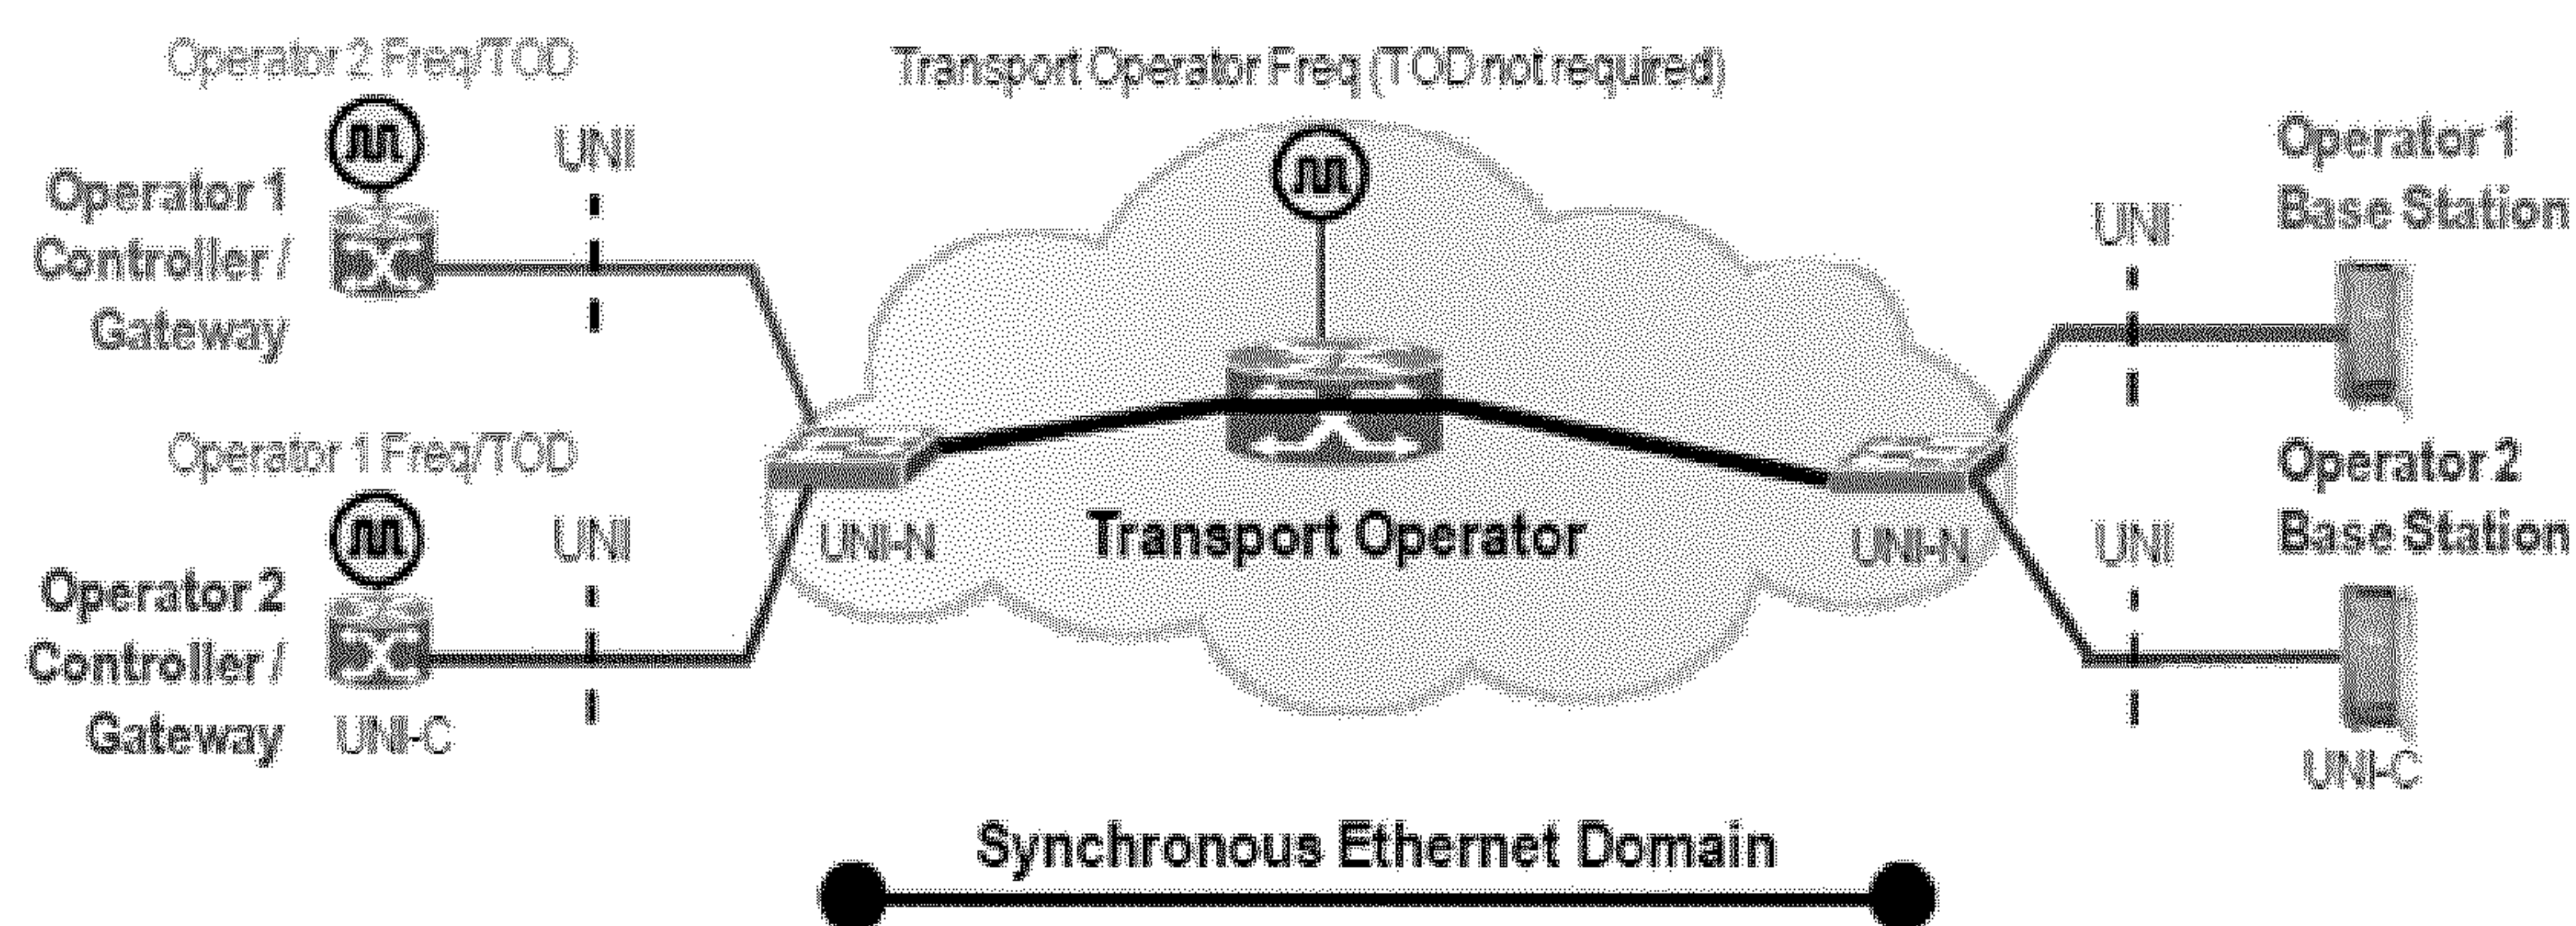 Operator 2 Freq/TOD
Transport Operator Freq (TOD not required)
UNI
Operator 1
Controller /
Gateway
Operator 1
Base Station
UNI
Operator 1 Freq/TOD
UNI
Operator 2
Controller /
Gateway
UNI-C
UNI-N
Transport Operator
UNI-N
Operator 2
Base Station
UNI
UNI-C
Synchronous Ethernet Domain